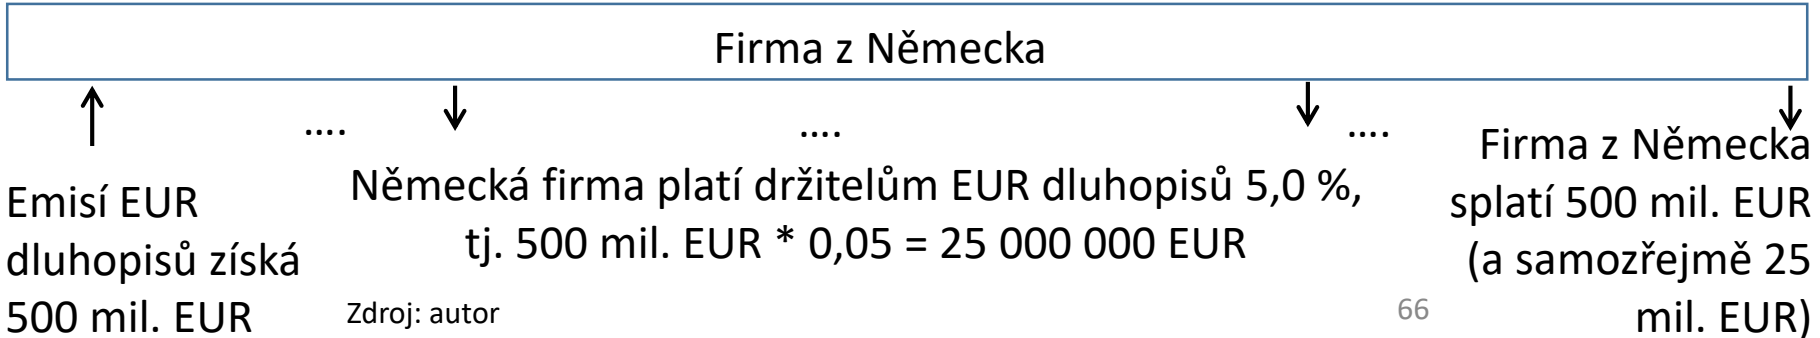 Firma z Německa
....
....
....
Emisí EUR
dluhopisů získá
500 mil. EUR
Německá firma platí držitelům EUR dluhopisů 5,0 %,
tj. 500 mil. EUR * 0,05 = 25 000 000 EUR
Firma z Německa
splatí 500 mil. EUR
(a samozřejmě 25
mil. EUR)
Zdroj: autor
66